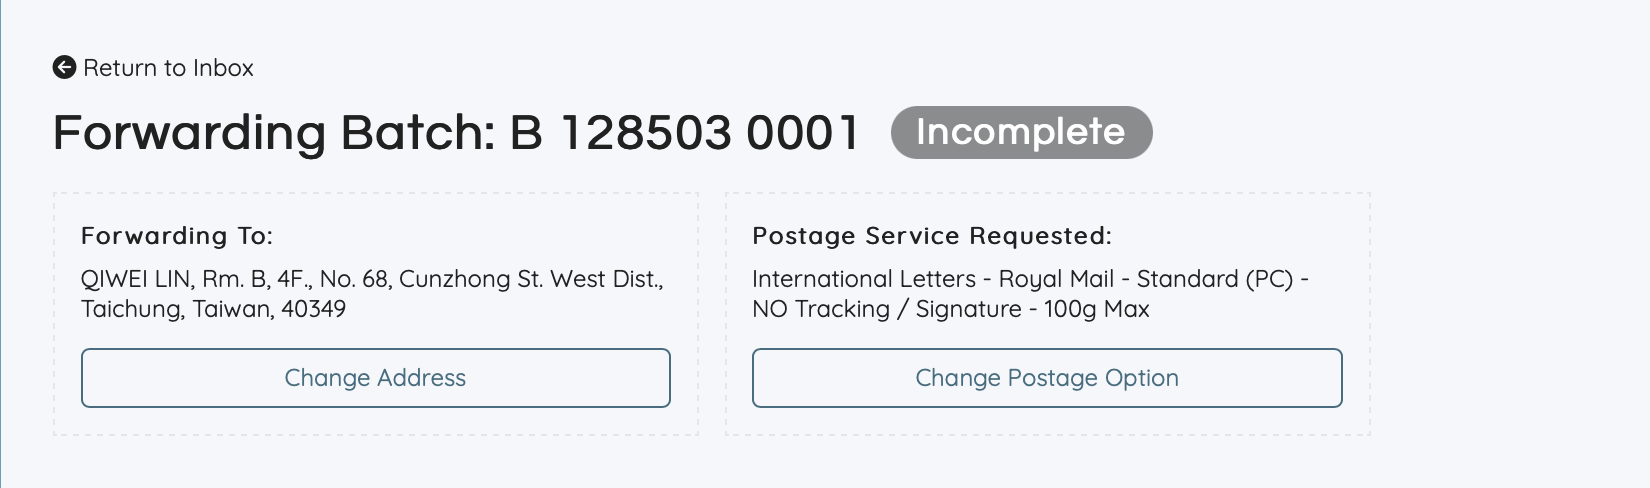 Return to Inbox
Forwarding Batch: B 128503 0001 Incomplete
Forwarding To:
QIWEI LIN, Rm. B, 4F., No. 68, Cunzhong St. West Dist.,
Taichung, Taiwan, 40349
Change Address
Postage Service Requested:
International Letters - Royal Mail - Standard (PC) -
NO Tracking / Signature - 100g Max
Change Postage Option